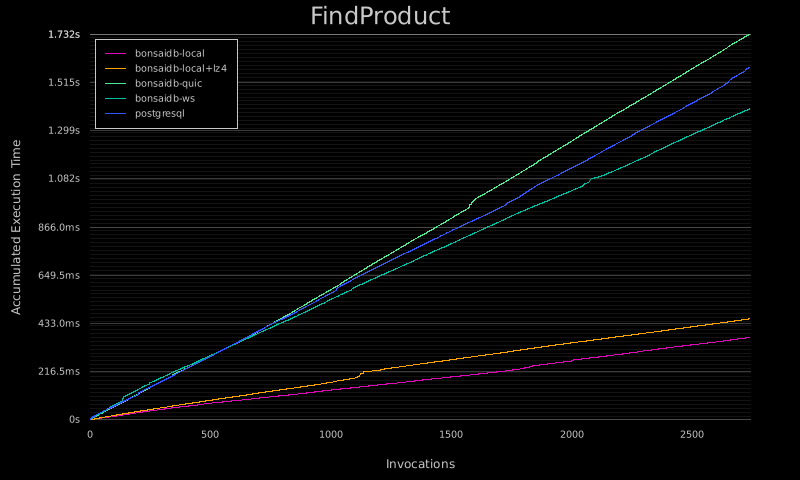 FindProduct
1.732s
1.515s
1.299s
1.082s
866.0ms
649.5ms
433.0ms
216.5ms
0s
Accumulated Execution Time
bonsaidb-local
bonsaidb-local+lz4
bonsaidb-quic
bonsaidb-ws
postgresql
0 500 1000 1500 2000 2500
Invocations